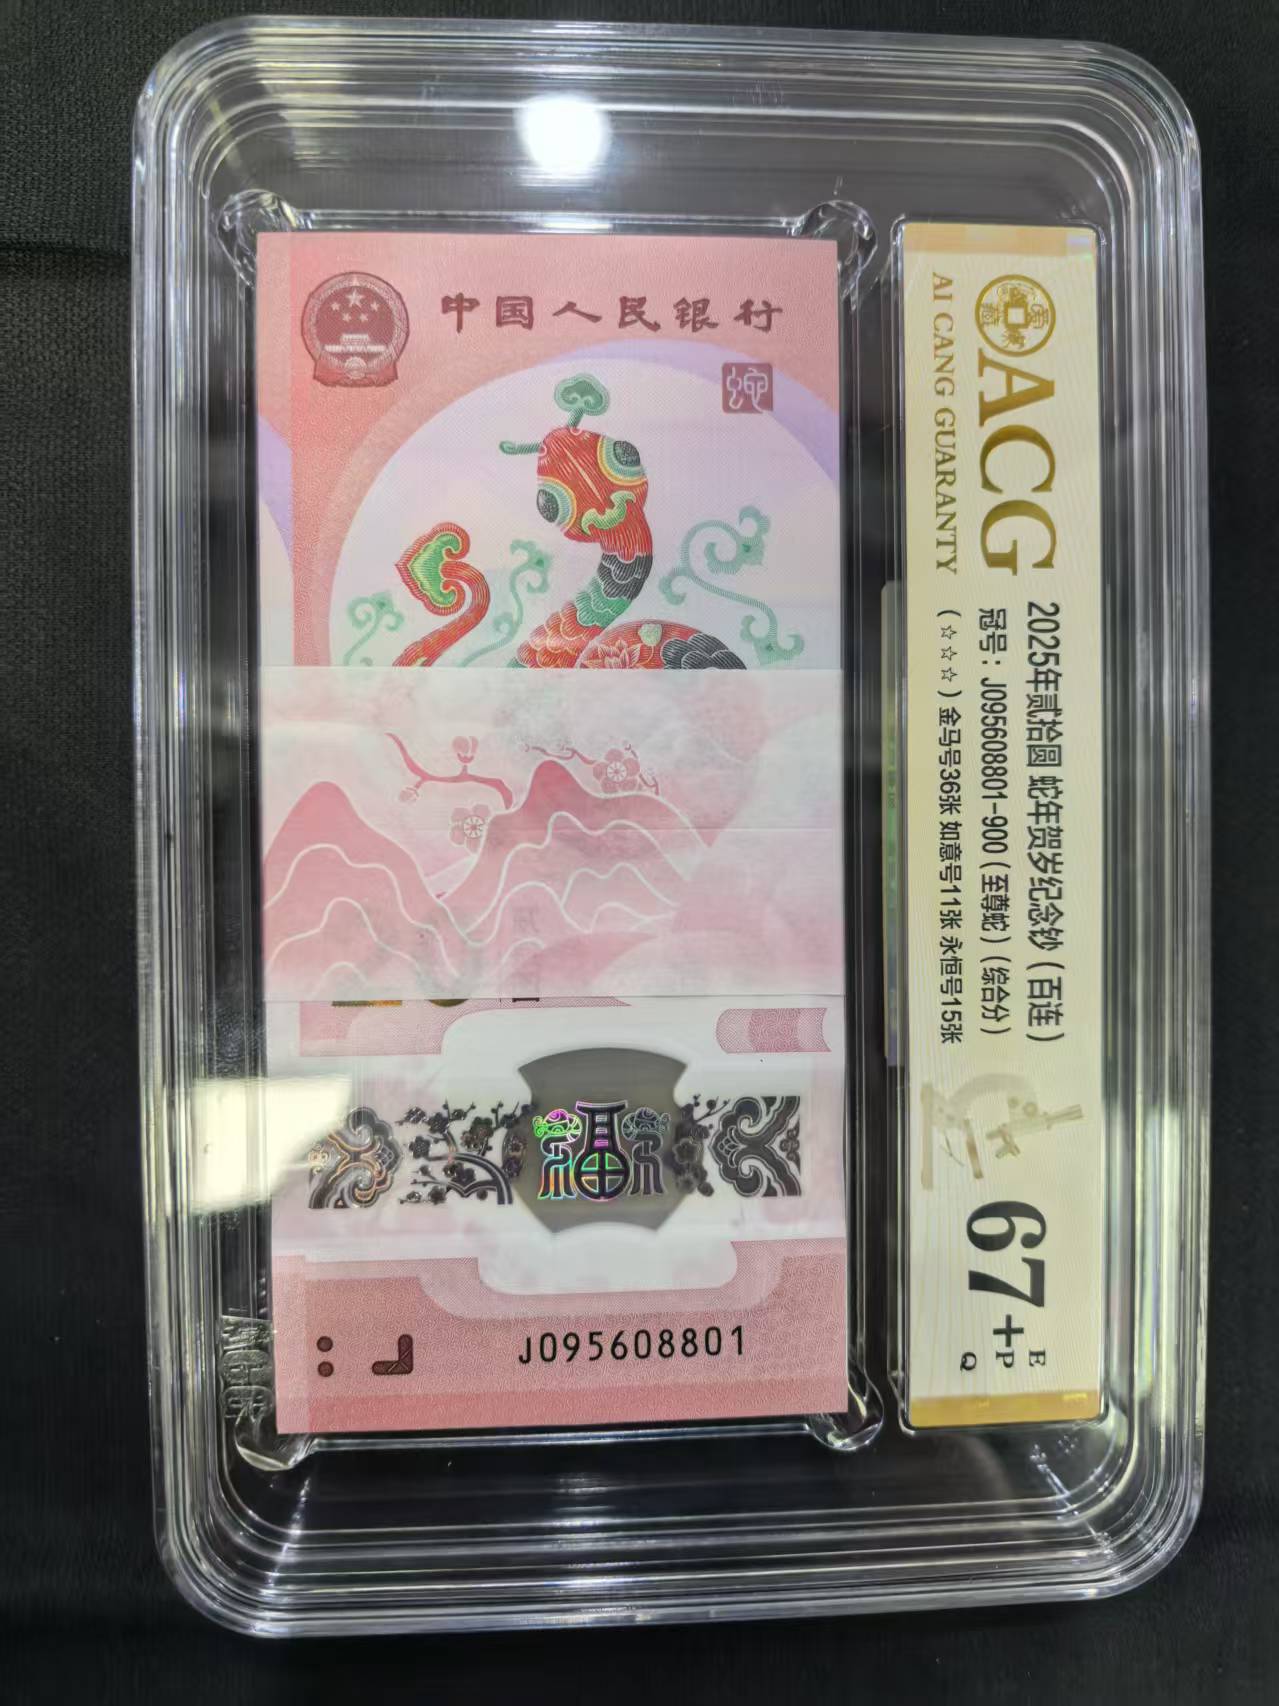 中国人民银行
蛇
福
J095608801
ACG
AI CANG GUARANTY
2025年贰拾圆 蛇年贺岁纪念钞（百连）
冠号：J095608801-900（至尊蛇）（综合分）
（☆☆☆）金马号36张 如意号11张 永恒号15张
67+
E
P
Q